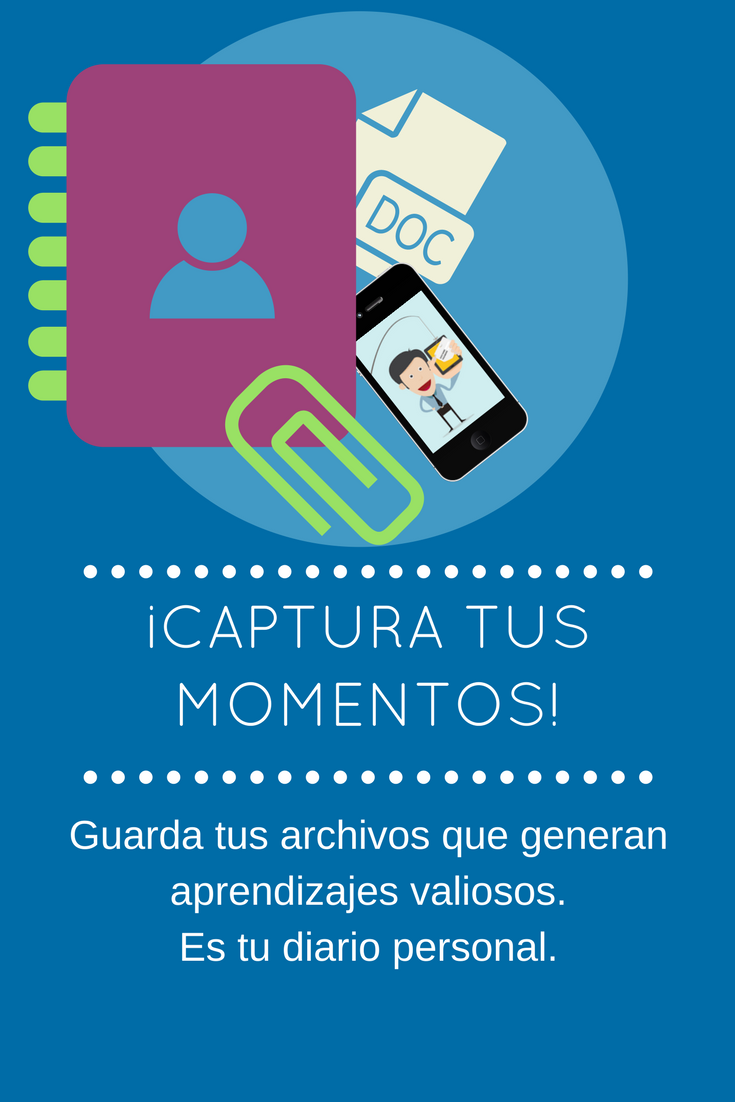 DOC
¡CAPTURA TUS
MOMENTOS!
Guarda tus archivos que generan
aprendizajes valiosos.
Es tu diario personal.